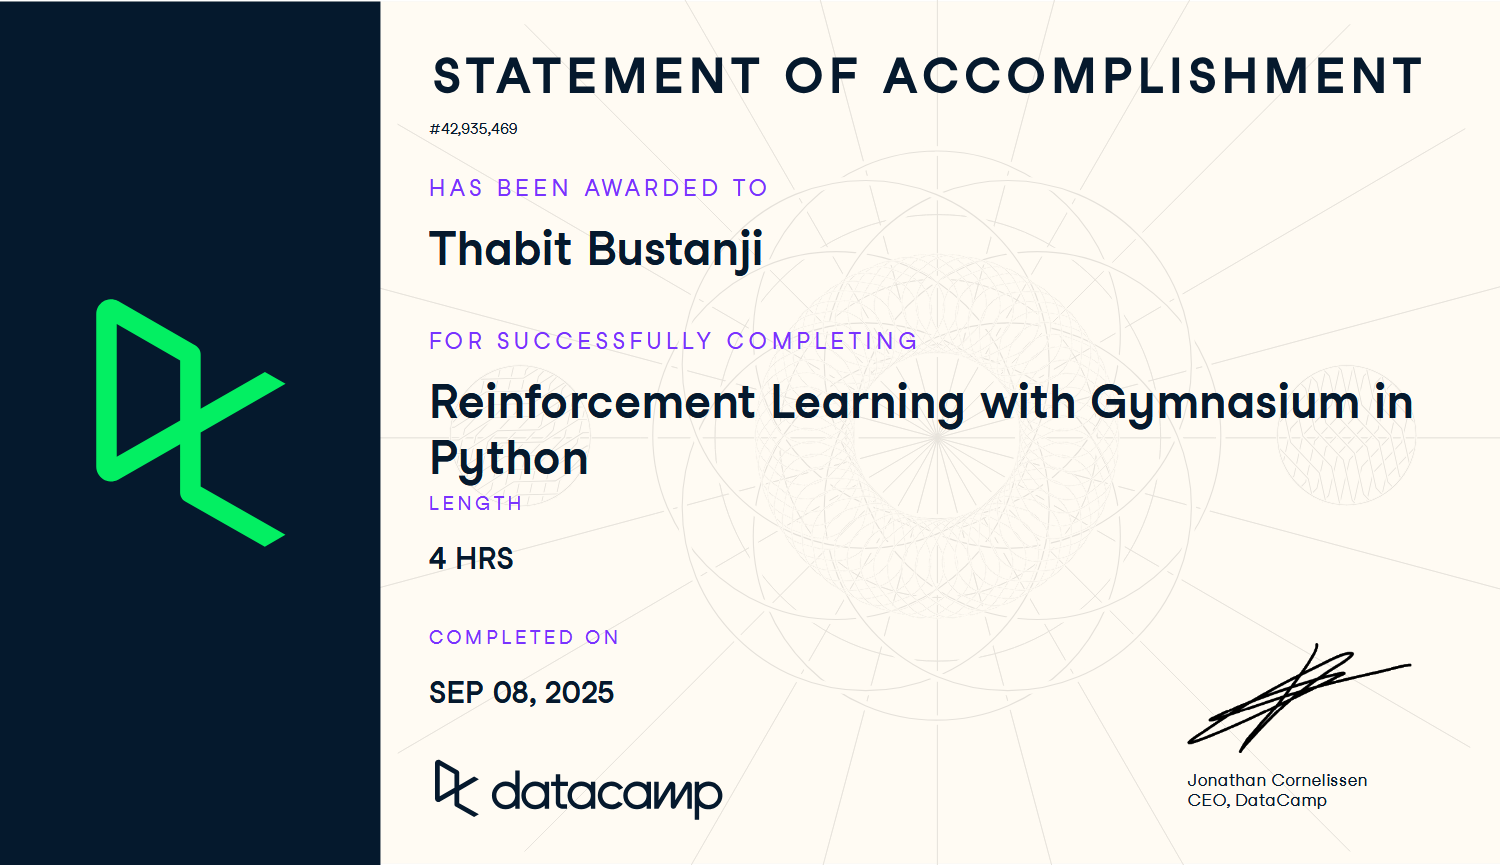 STATEMENT OF ACCOMPLISHMENT
#42,935,469
HAS BEEN AWARDED TO
Thabit Bustanji
FOR SUCCESSFULLY COMPLETING
Reinforcement Learning with Gymnasium in
Python
LENGTH
4 HRS
COMPLETED ON
SEP 08, 2025
datacamp
Jonathan Cornelissen
CEO, DataCamp